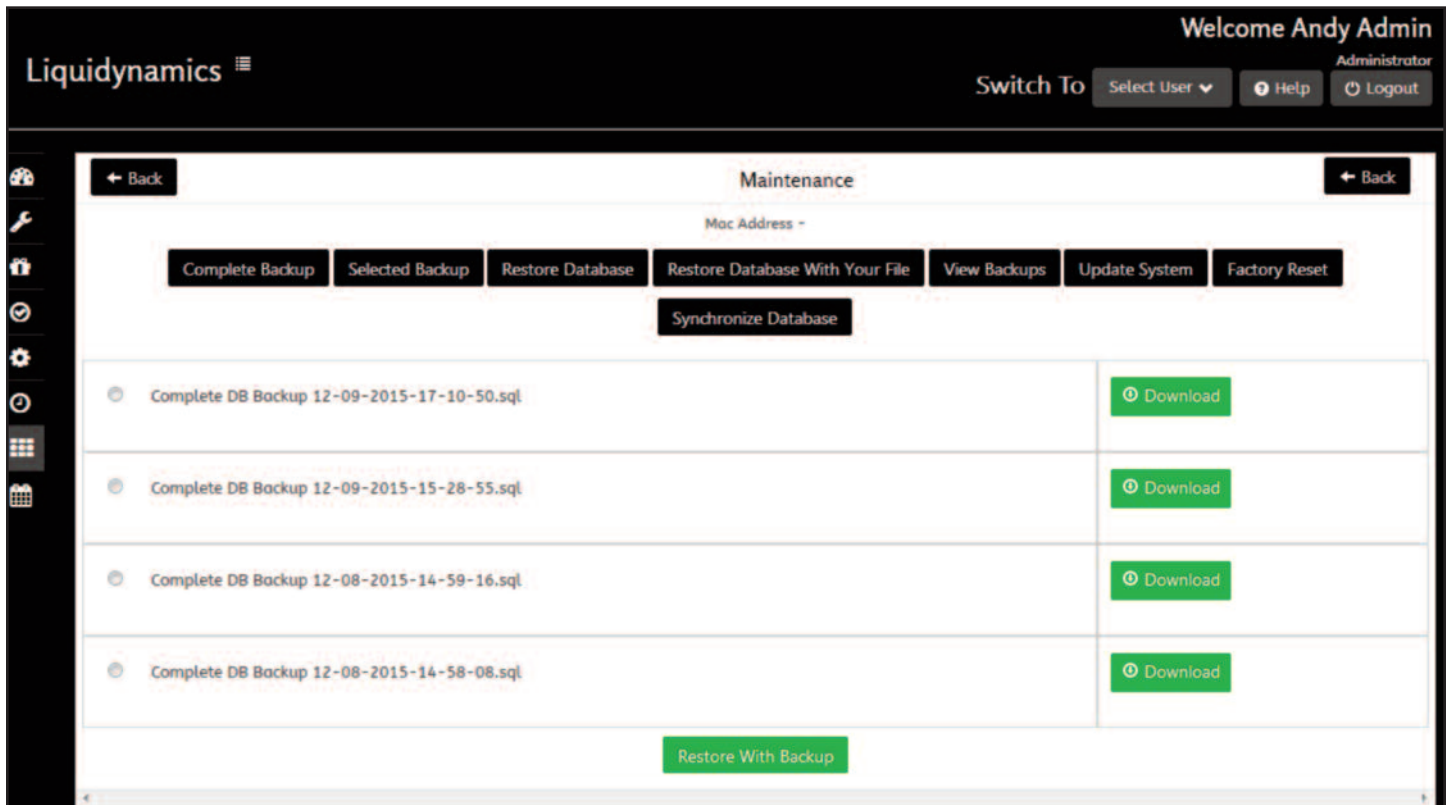 Welcome Andy Admin
Administrator
Liquidynamics
Switch To Select User Help Logout
Back Maintenance Back
Mac Address -
Complete Backup Selected Backup Restore Database Restore Database With Your File View Backups Update System Factory Reset
Synchronize Database
Complete DB Backup 12-09-2015-17-10-50.sql Download
Complete DB Backup 12-09-2015-15-28-55.sql Download
Complete DB Backup 12-08-2015-14-59-16.sql Download
Complete DB Backup 12-08-2015-14-58-08.sql Download
Restore With Backup